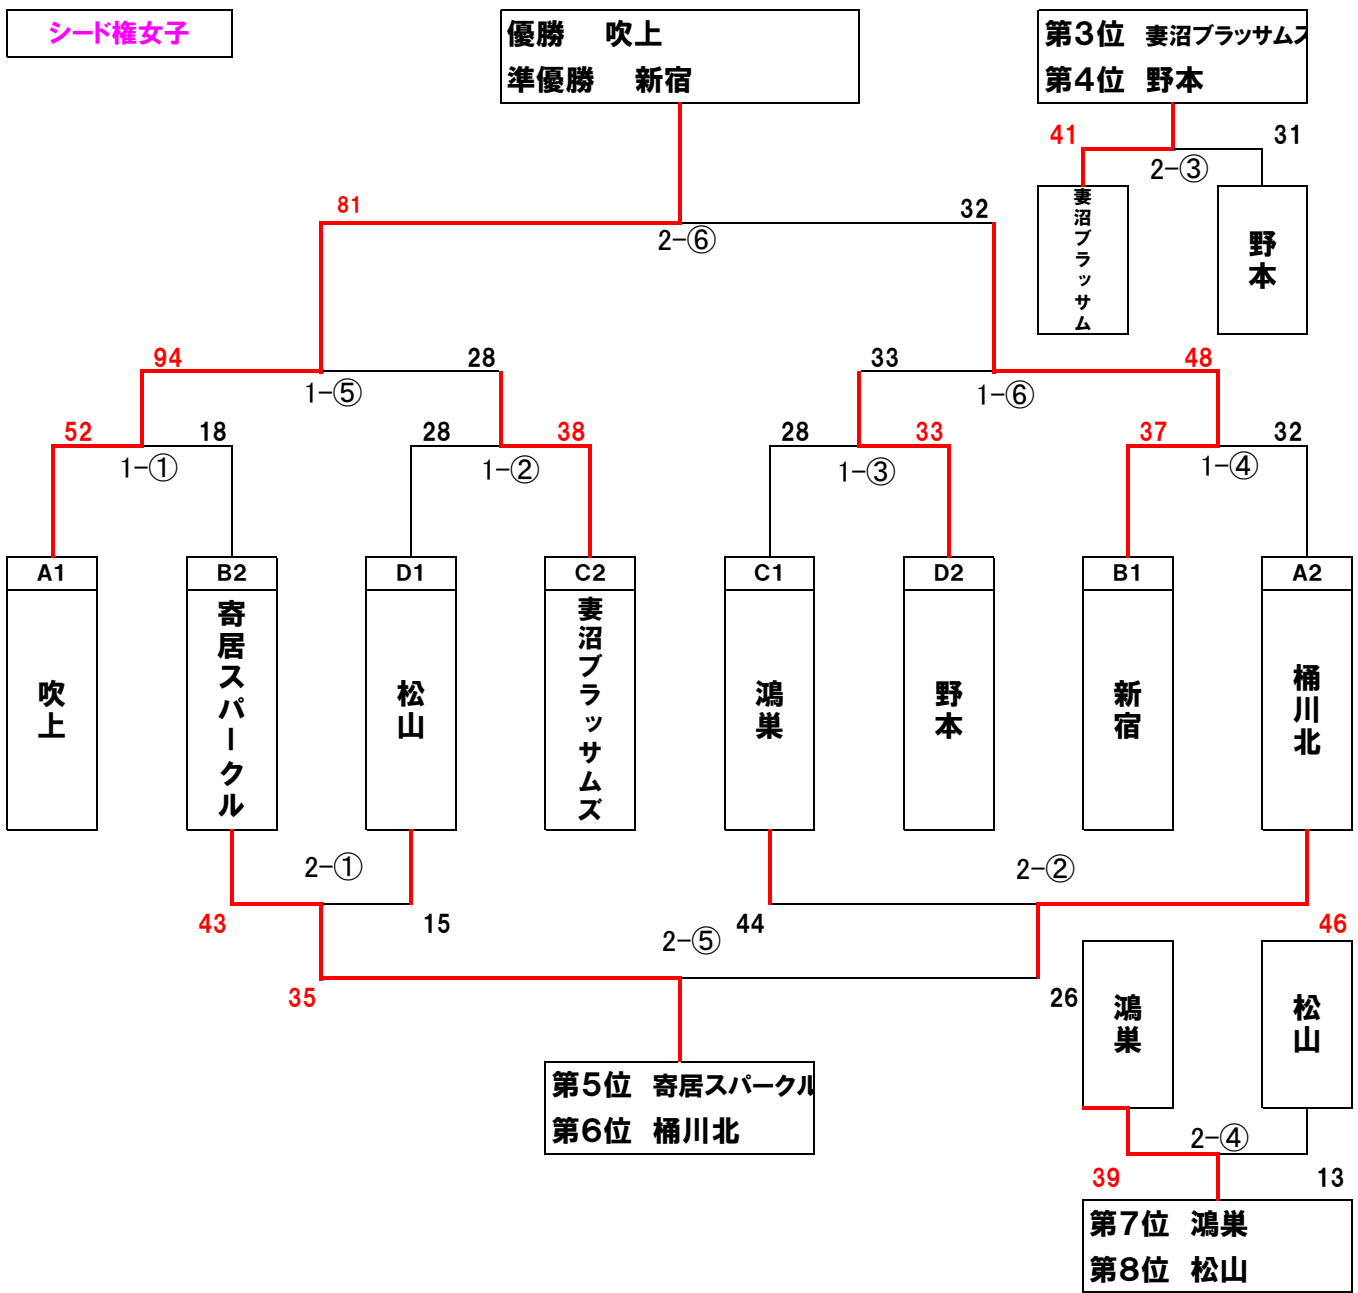 シード権女子
優勝　吹上
準優勝　新宿
第3位 妻沼ブラッサムズ
第4位 野本
41
31
2-③
妻沼ブラッサム
野本
81
32
2-⑥
94
28
33
48
1-⑤
1-⑥
52
18
28
38
28
33
37
32
1-①
1-②
1-③
1-④
A1
B2
D1
C2
C1
D2
B1
A2
吹上
寄居スパークル
松山
妻沼ブラッサムズ
鴻巣
野本
新宿
桶川北
2-①
2-②
43
15
44
46
2-⑤
35
26
鴻巣
松山
第5位 寄居スパークル
第6位 桶川北
2-④
39
13
第7位 鴻巣
第8位 松山